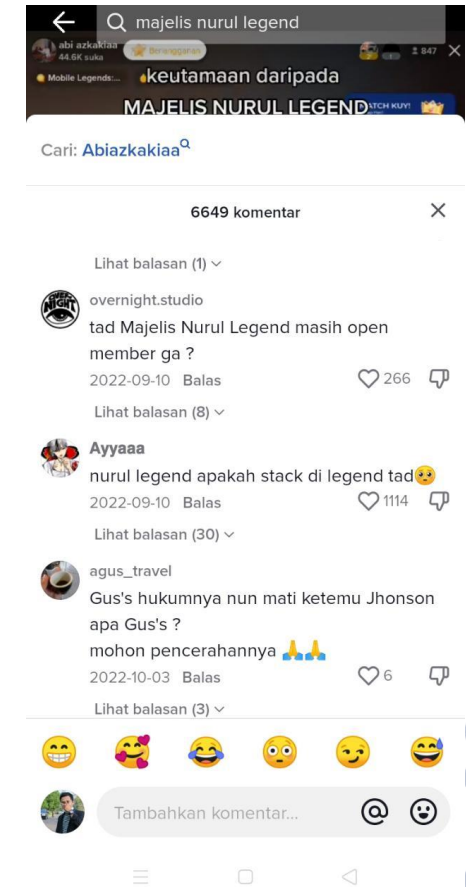 majelis nurul legend
abi azkakiaa
44.6K suka
Berlangganan
847
Mobile Legends:...
keutamaan daripada
MAJELIS NURUL LEGEND
ATCH KUY!
Cari: Abiazkakiaa
6649 komentar
Lihat balasan (1)
overnight.studio
tad Majelis Nurul Legend masih open
member ga ?
2022-09-10 Balas
266
Lihat balasan (8)
Ayyaaa
nurul legend apakah stack di legend tad🥺
2022-09-10 Balas
1114
Lihat balasan (30)
agus_travel
Gus's hukumnya nun mati ketemu Jhonson
apa Gus's ?
mohon pencerahannya 🙏🙏
2022-10-03 Balas
6
Lihat balasan (3)
Tambahkan komentar...